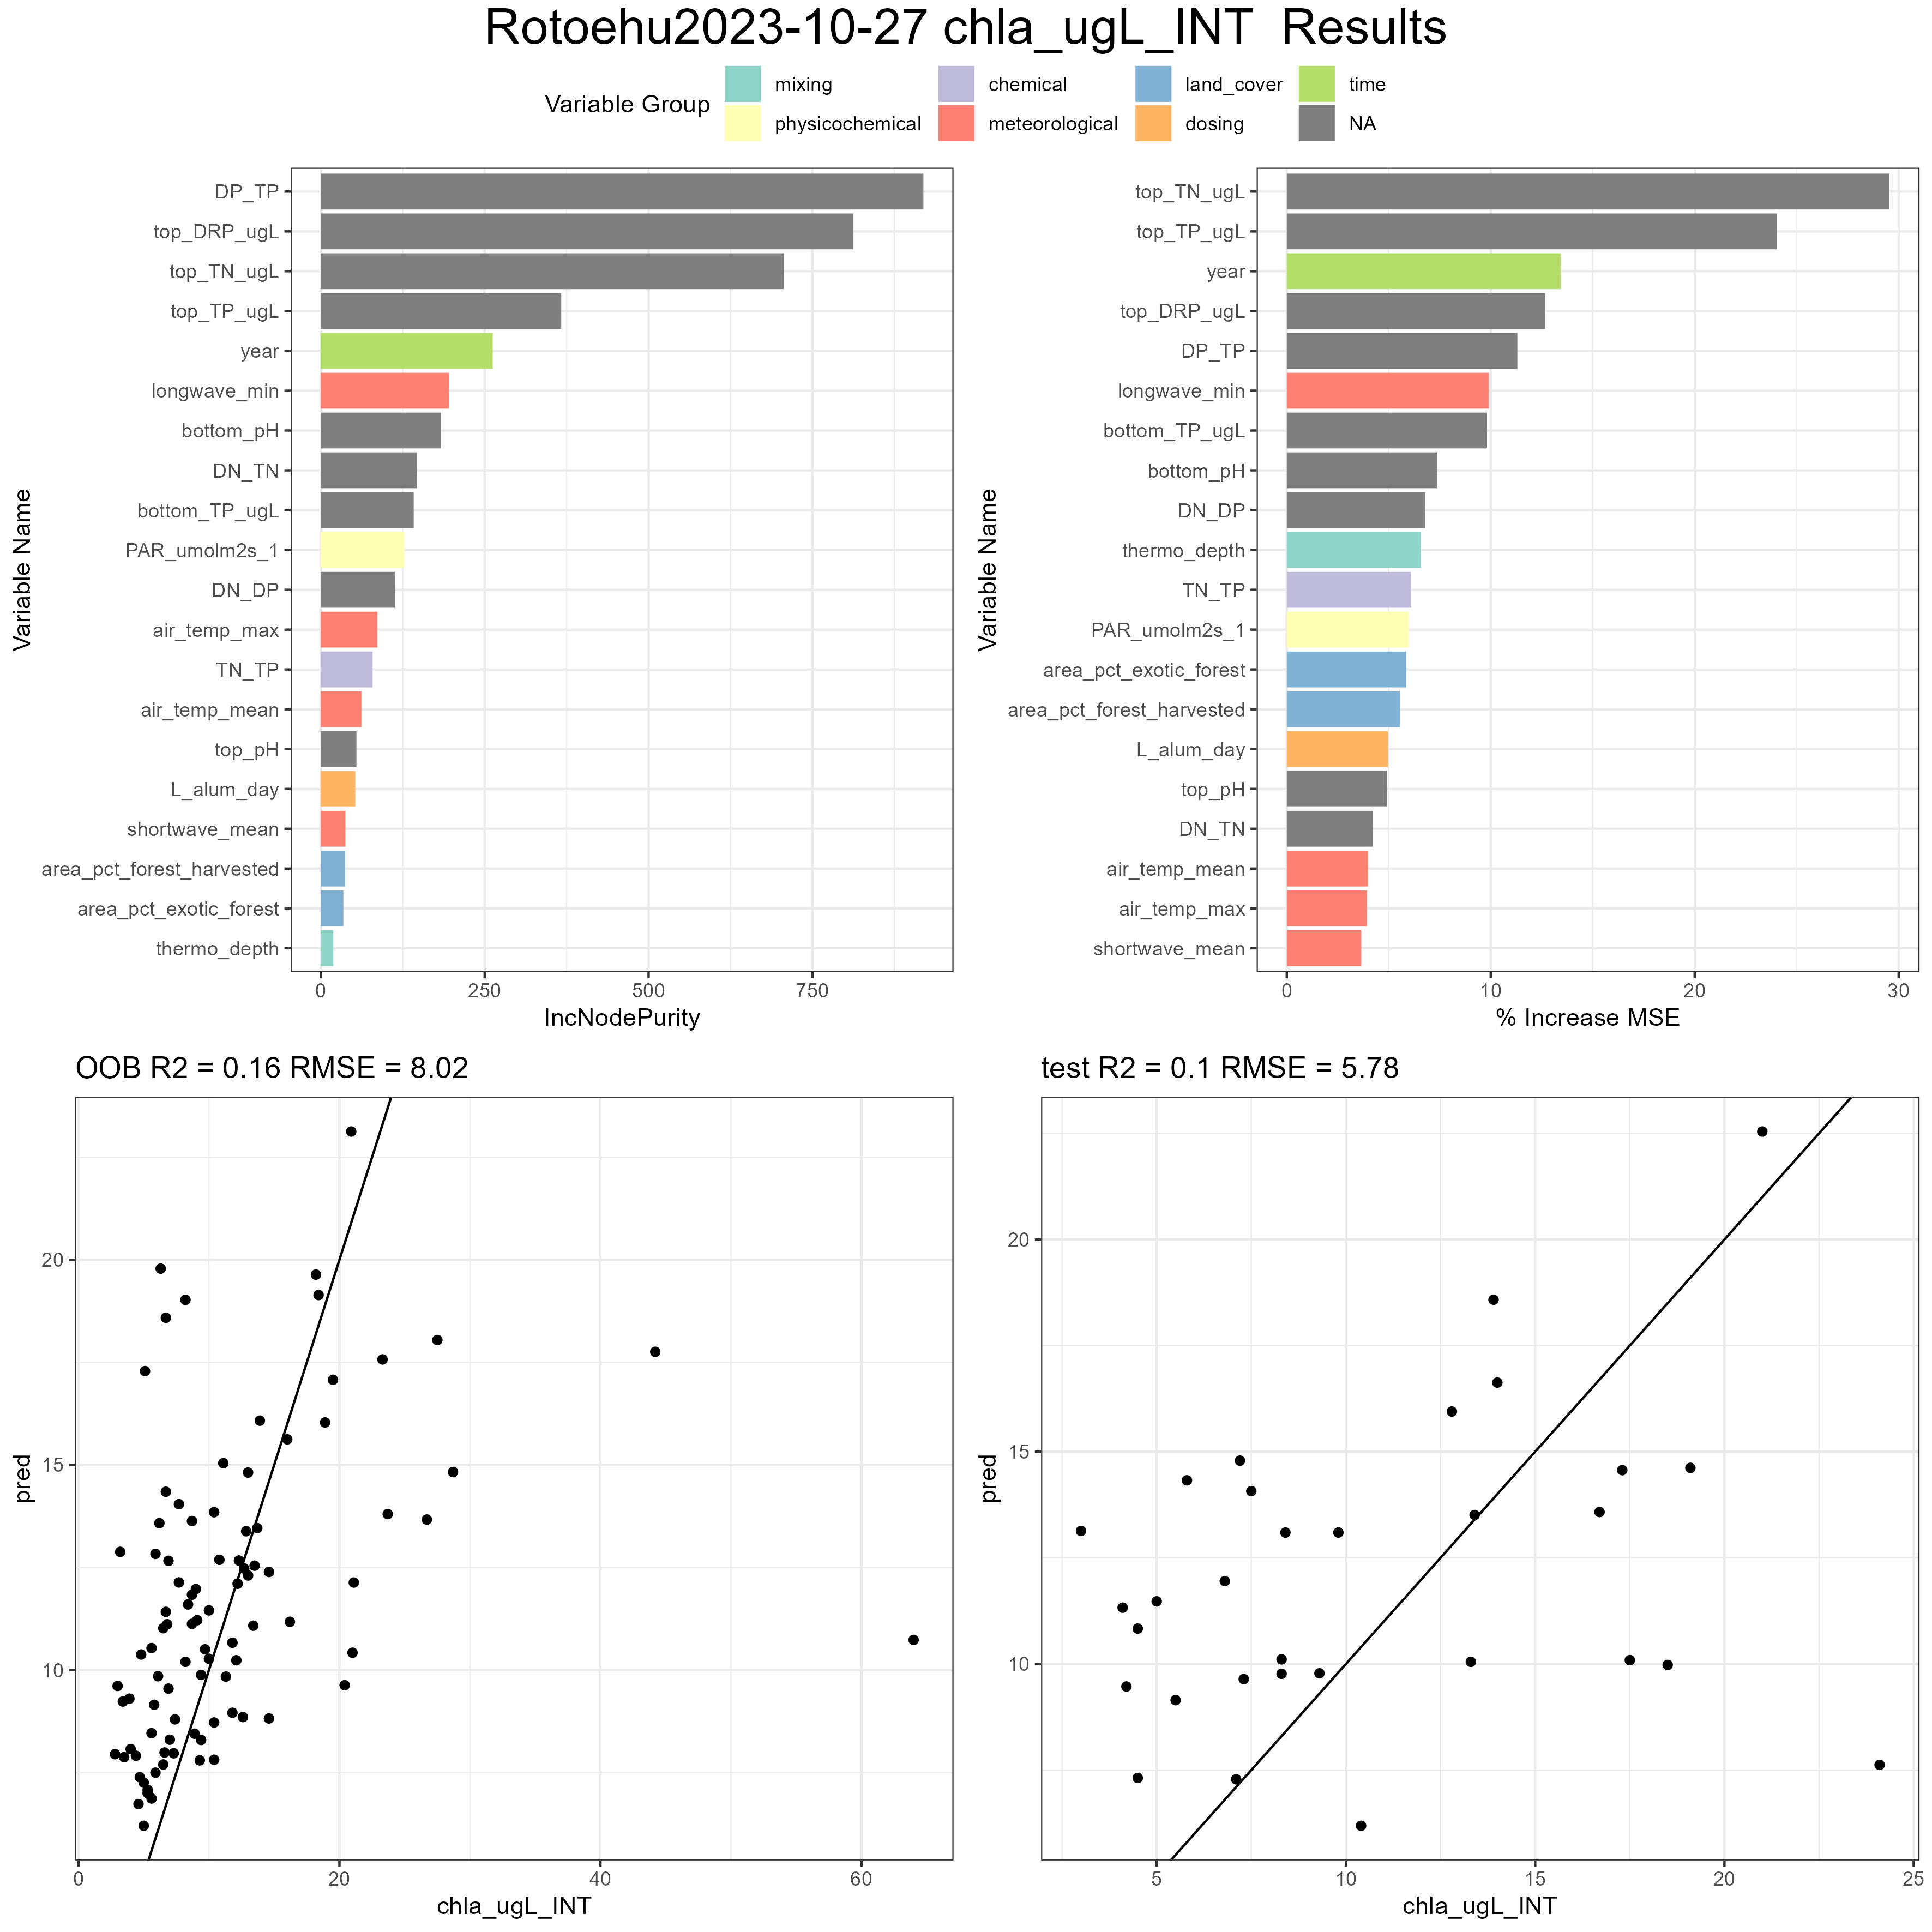 Rotoehu2023-10-27 chla_ugL_INT  Results
Variable Group
mixing
chemical
land_cover
time
physicochemical
meteorological
dosing
NA
Variable Name
DP_TP
top_DRP_ugL
top_TN_ugL
top_TP_ugL
year
longwave_min
bottom_pH
DN_TN
bottom_TP_ugL
PAR_umolm2s_1
DN_DP
air_temp_max
TN_TP
air_temp_mean
top_pH
L_alum_day
shortwave_mean
area_pct_forest_harvested
area_pct_exotic_forest
thermo_depth
0 250 500 750
IncNodePurity
Variable Name
top_TN_ugL
top_TP_ugL
year
top_DRP_ugL
DP_TP
longwave_min
bottom_TP_ugL
bottom_pH
DN_DP
thermo_depth
TN_TP
PAR_umolm2s_1
area_pct_exotic_forest
area_pct_forest_harvested
L_alum_day
top_pH
DN_TN
air_temp_mean
air_temp_max
shortwave_mean
0 10 20 30
% Increase MSE
OOB R2 = 0.16 RMSE = 8.02
pred
20
15
10
0 20 40 60
chla_ugL_INT
test R2 = 0.1 RMSE = 5.78
pred
20
15
10
5 10 15 20 25
chla_ugL_INT